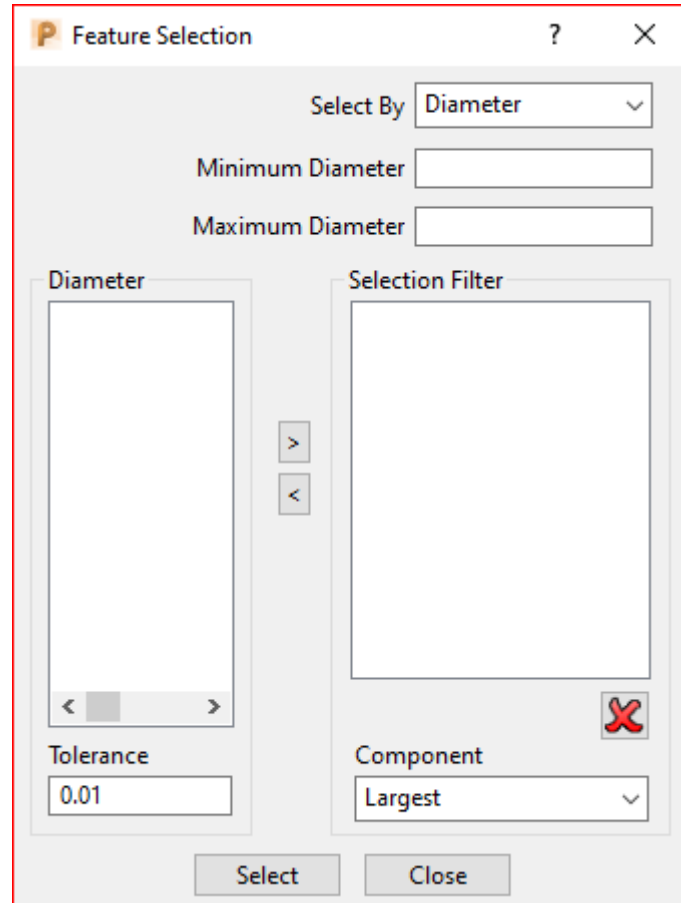 P Feature Selection ?
Select By Diameter
Minimum Diameter
Maximum Diameter
Diameter
Selection Filter
>
<
Tolerance
0.01
Component
Largest
Select Close